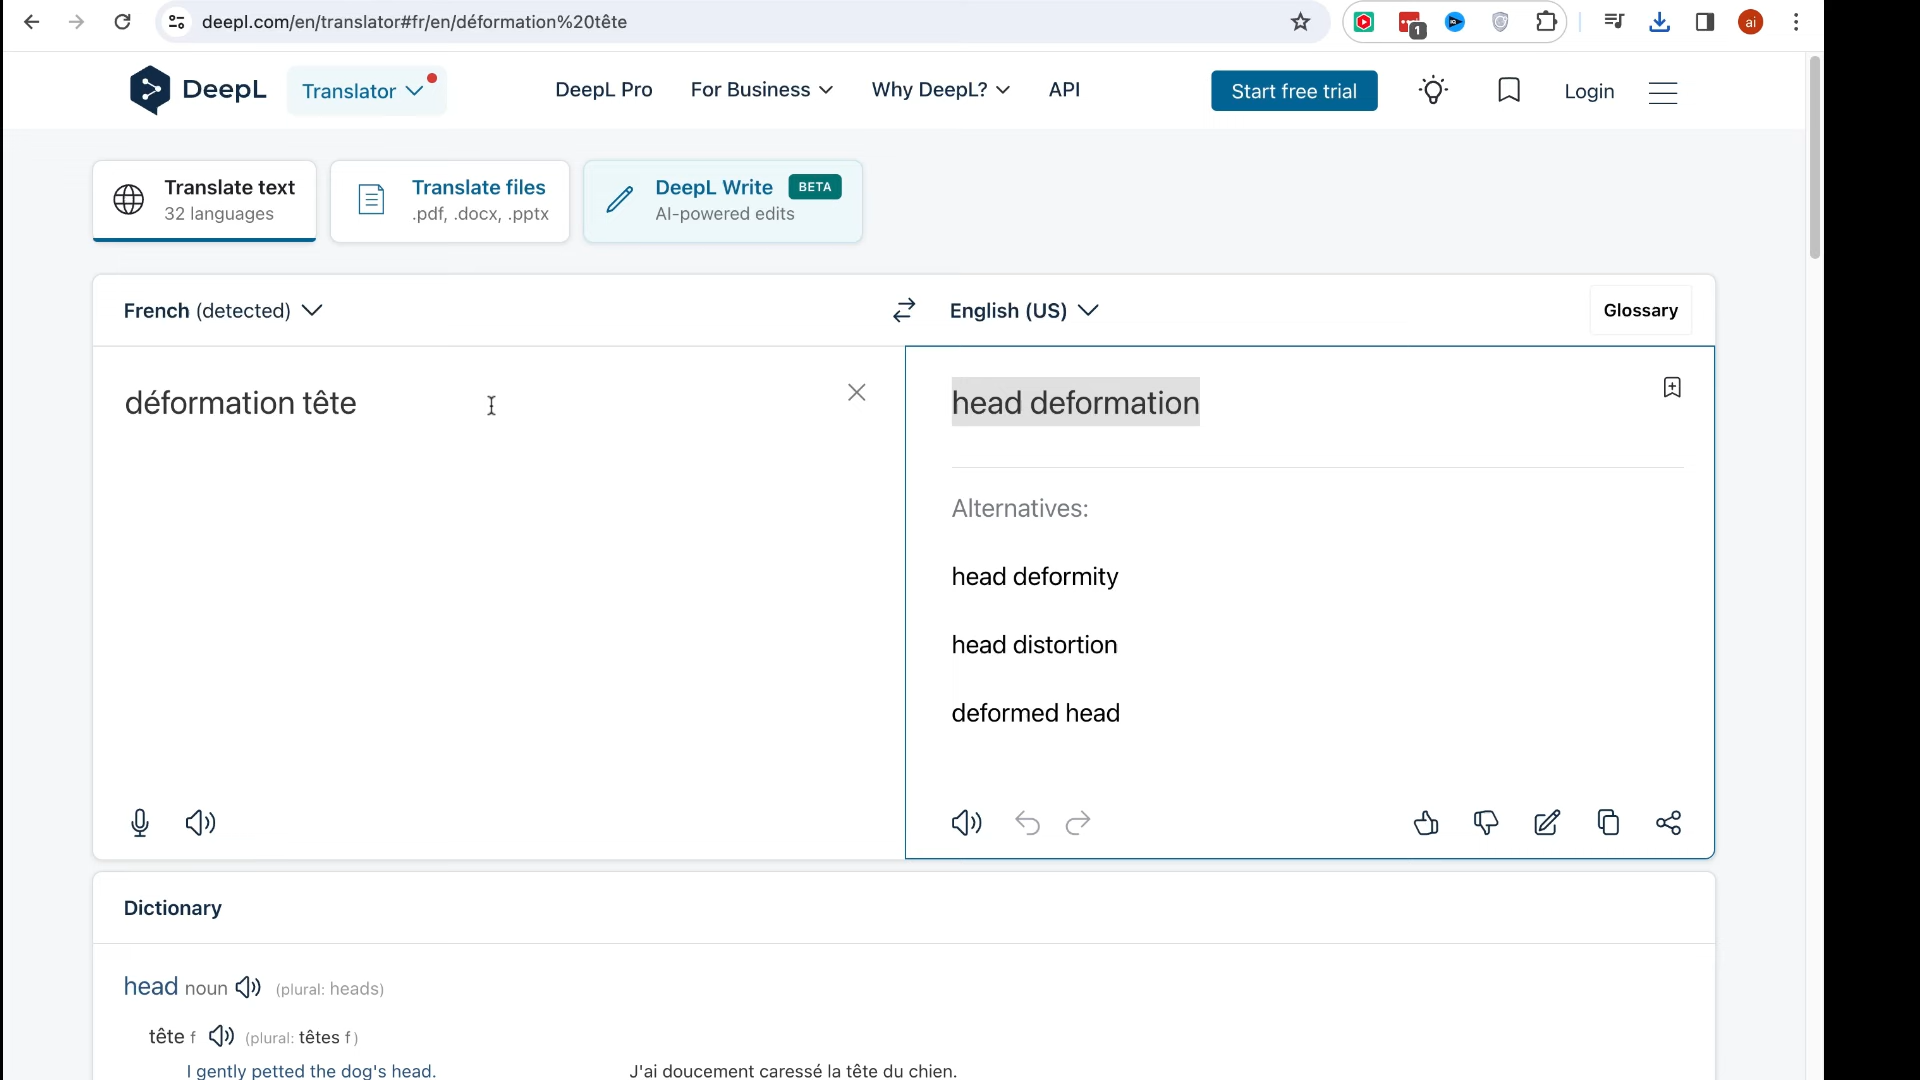 deepl.com/en/translator#fr/en/déformation%20tête
1
ai
DeepL
Translator
DeepL Pro
For Business
Why DeepL?
API
Start free trial
Login
Translate text
32 languages
Translate files
.pdf, .docx, .pptx
DeepL Write BETA
AI-powered edits
French (detected)
English (US)
Glossary
déformation tête
head deformation
Alternatives:
head deformity
head distortion
deformed head
Dictionary
head noun (plural: heads)
tête f (plural: têtes f)
I gently petted the dog's head.
J'ai doucement caressé la tête du chien.